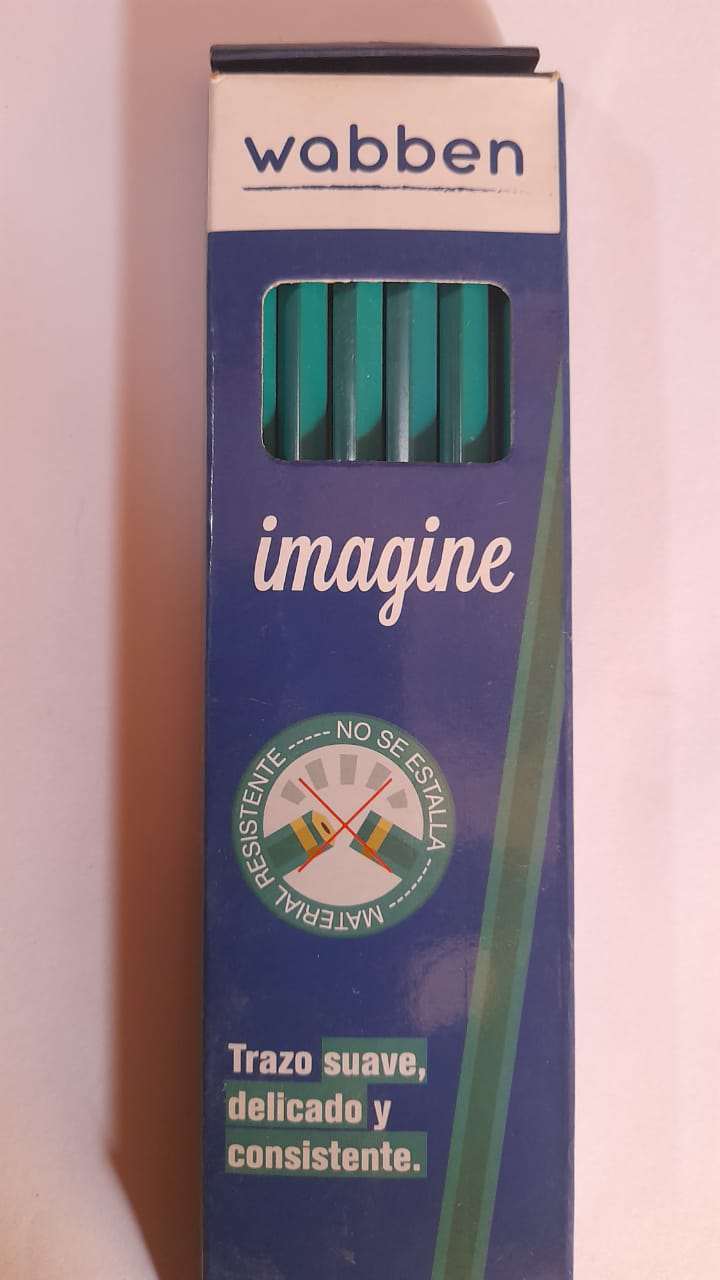 wabben
imagine
NO SE ESTALLA -----
MATERIAL RESISTENTE -----
Trazo suave,
delicado y
consistente.